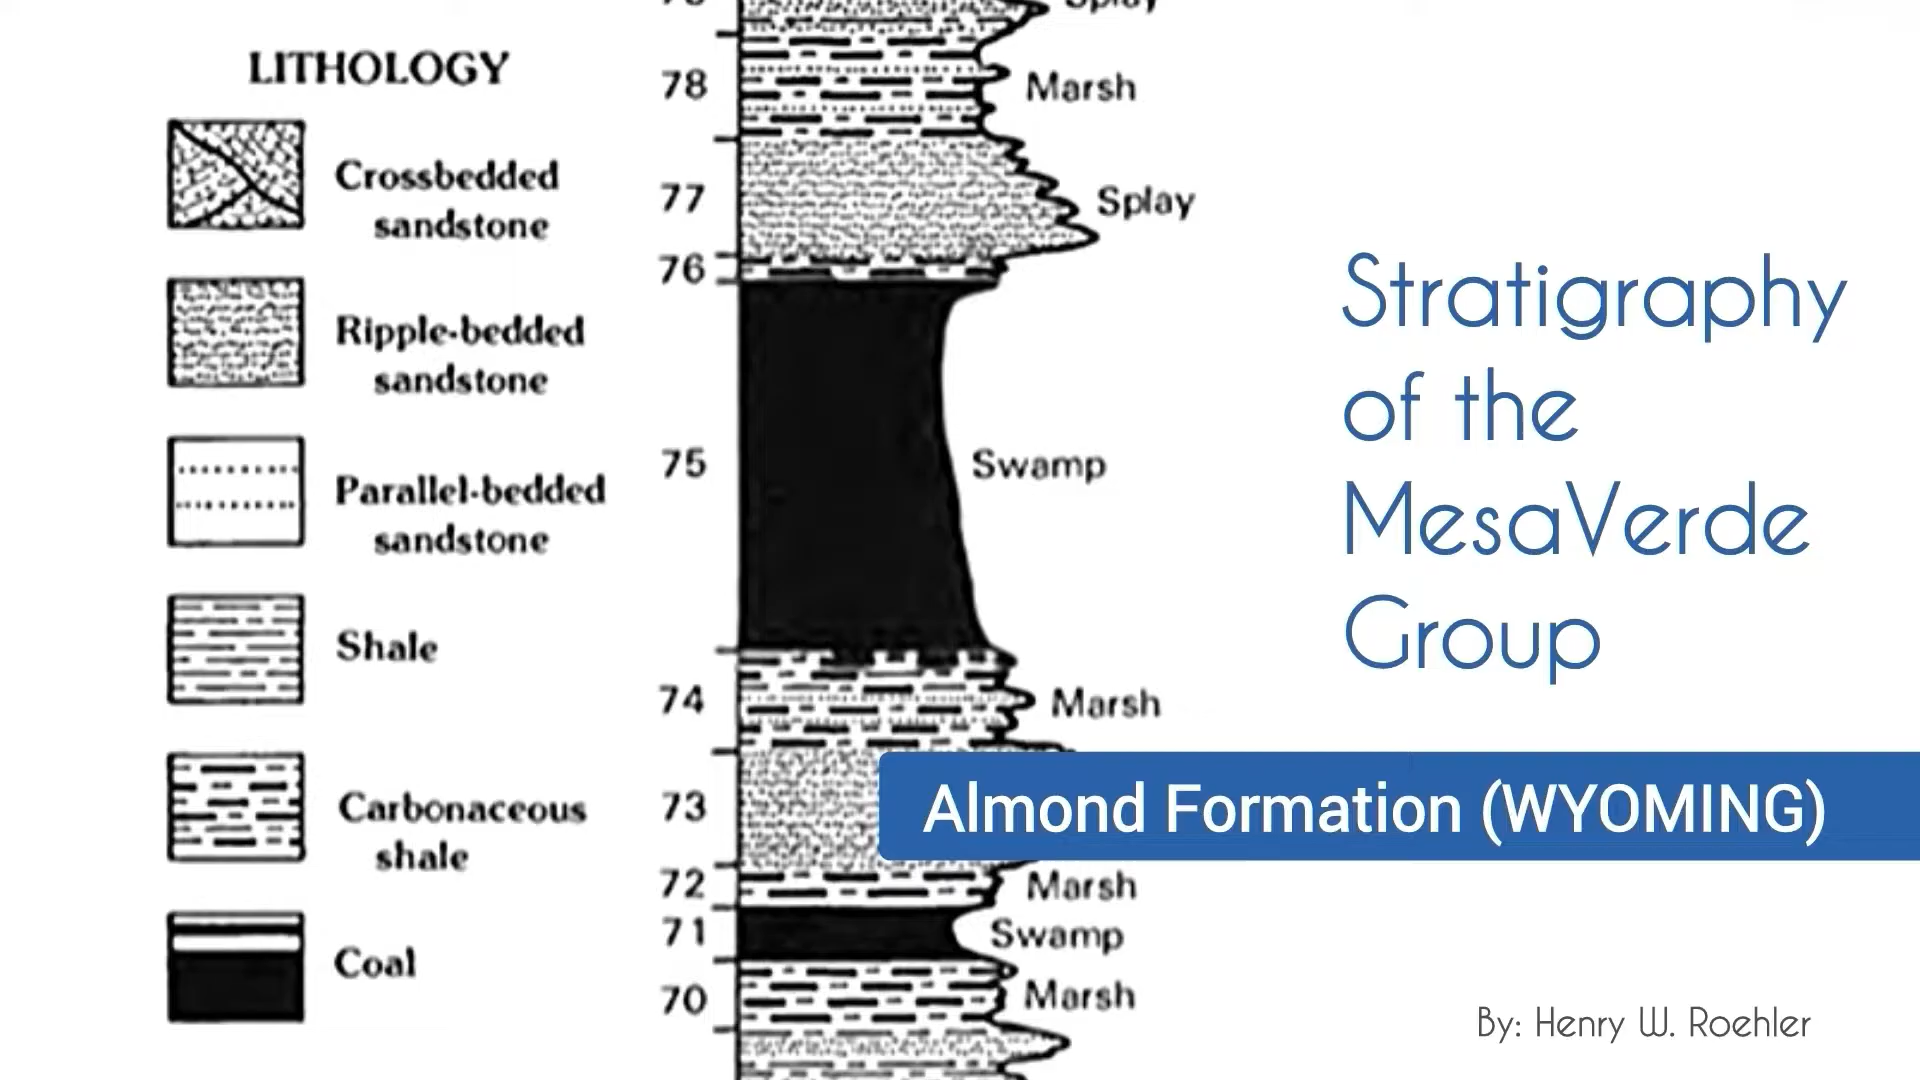 LITHOLOGY
Crossbedded
sandstone
Ripple-bedded
sandstone
Parallel-bedded
sandstone
Shale
Carbonaceous
shale
Coal
Splay
78 Marsh
77 Splay
76
75 Swamp
74 Marsh
73
72 Marsh
71 Swamp
70 Marsh
Stratigraphy
of the
MesaVerde
Group
Almond Formation (WYOMING)
By: Henry W. Roehler